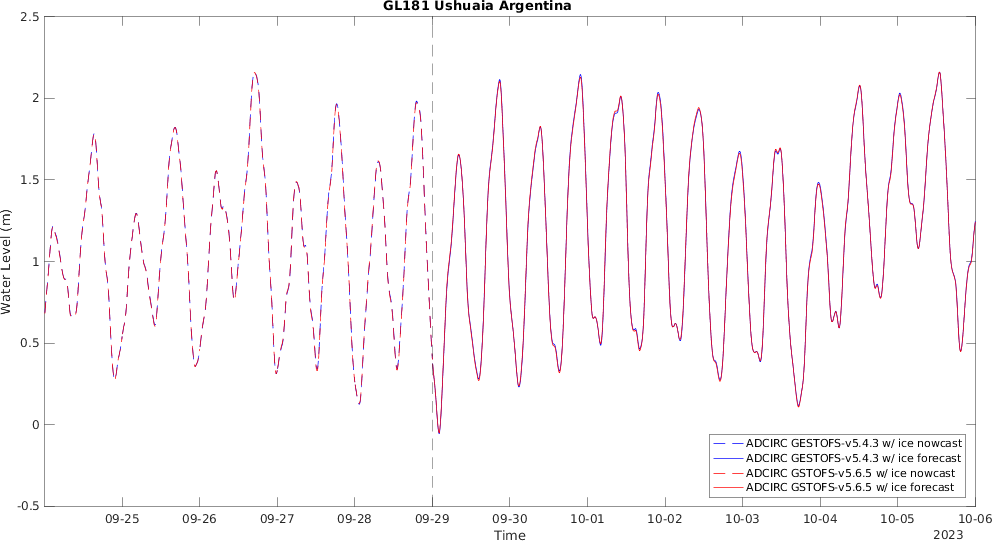 GL181 Ushuaia Argentina
2.5
2
1.5
1
0.5
0
-0.5
Water Level (m)
09-25 09-26 09-27 09-28 09-29 09-30 10-01 10-02 10-03 10-04 10-05 10-06
Time
2023
ADCIRC GESTOFS-v5.4.3 w/ ice nowcast
ADCIRC GESTOFS-v5.4.3 w/ ice forecast
ADCIRC GSTOFS-v5.6.5 w/ ice nowcast
ADCIRC GSTOFS-v5.6.5 w/ ice forecast